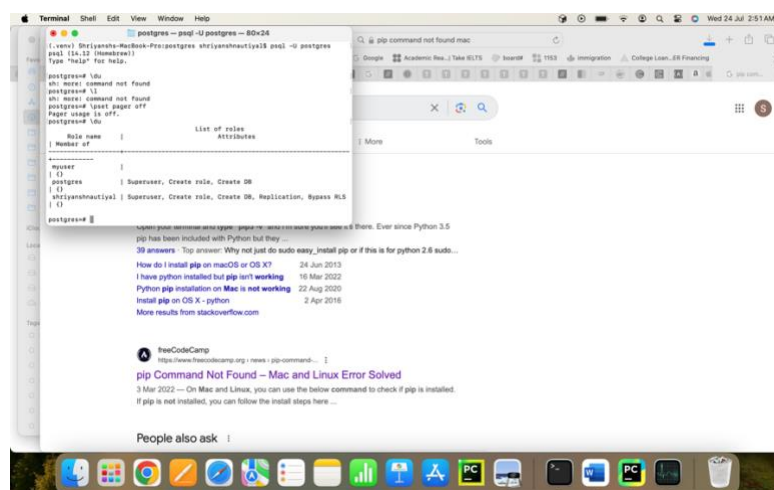 Terminal Shell Edit View Window Help
Wed 24 Jul 2:51 AM
postgres — psql -U postgres — 80×24
(.venv) Shriyanshs-MacBook-Pro:postgres shriyanshnautiyal$ psql -U postgres
psql (14.12 (Homebrew))
Type "help" for help.
postgres=# \du
sh: more: command not found
postgres=# \l
sh: more: command not found
postgres=# \pset pager off
Pager usage is off.
postgres=# \du
List of roles
Role name | Attributes
| Member of
myuser |
| {}
postgres | Superuser, Create role, Create DB
| {}
shriyanshnautiyal | Superuser, Create role, Create DB, Replication, Bypass RLS
| {}
postgres=#
pip command not found mac
Google Academic Rea...| Take IELTS board# 1153 immigration College Loan...ER Financing
S
More Tools
Open your terminal and type there. Ever since Python 3.5
pip has been included with Python but they ...
39 answers · Top answer: Why not just do sudo easy_install pip or if this is for python 2.6 sudo...
How do I install pip on macOS or OS X? 24 Jun 2013
I have python installed but pip isn't working 16 Mar 2022
Python pip installation on Mac is not working 22 Aug 2020
Install pip on OS X - python 2 Apr 2016
More results from stackoverflow.com
freeCodeCamp
https://www.freecodecamp.org › news › pip-command-...
pip Command Not Found – Mac and Linux Error Solved
3 Mar 2022 — On Mac and Linux, you can use the below command to check if pip is installed.
If pip is not installed, you can follow the install steps here ...
People also ask
PC
PC